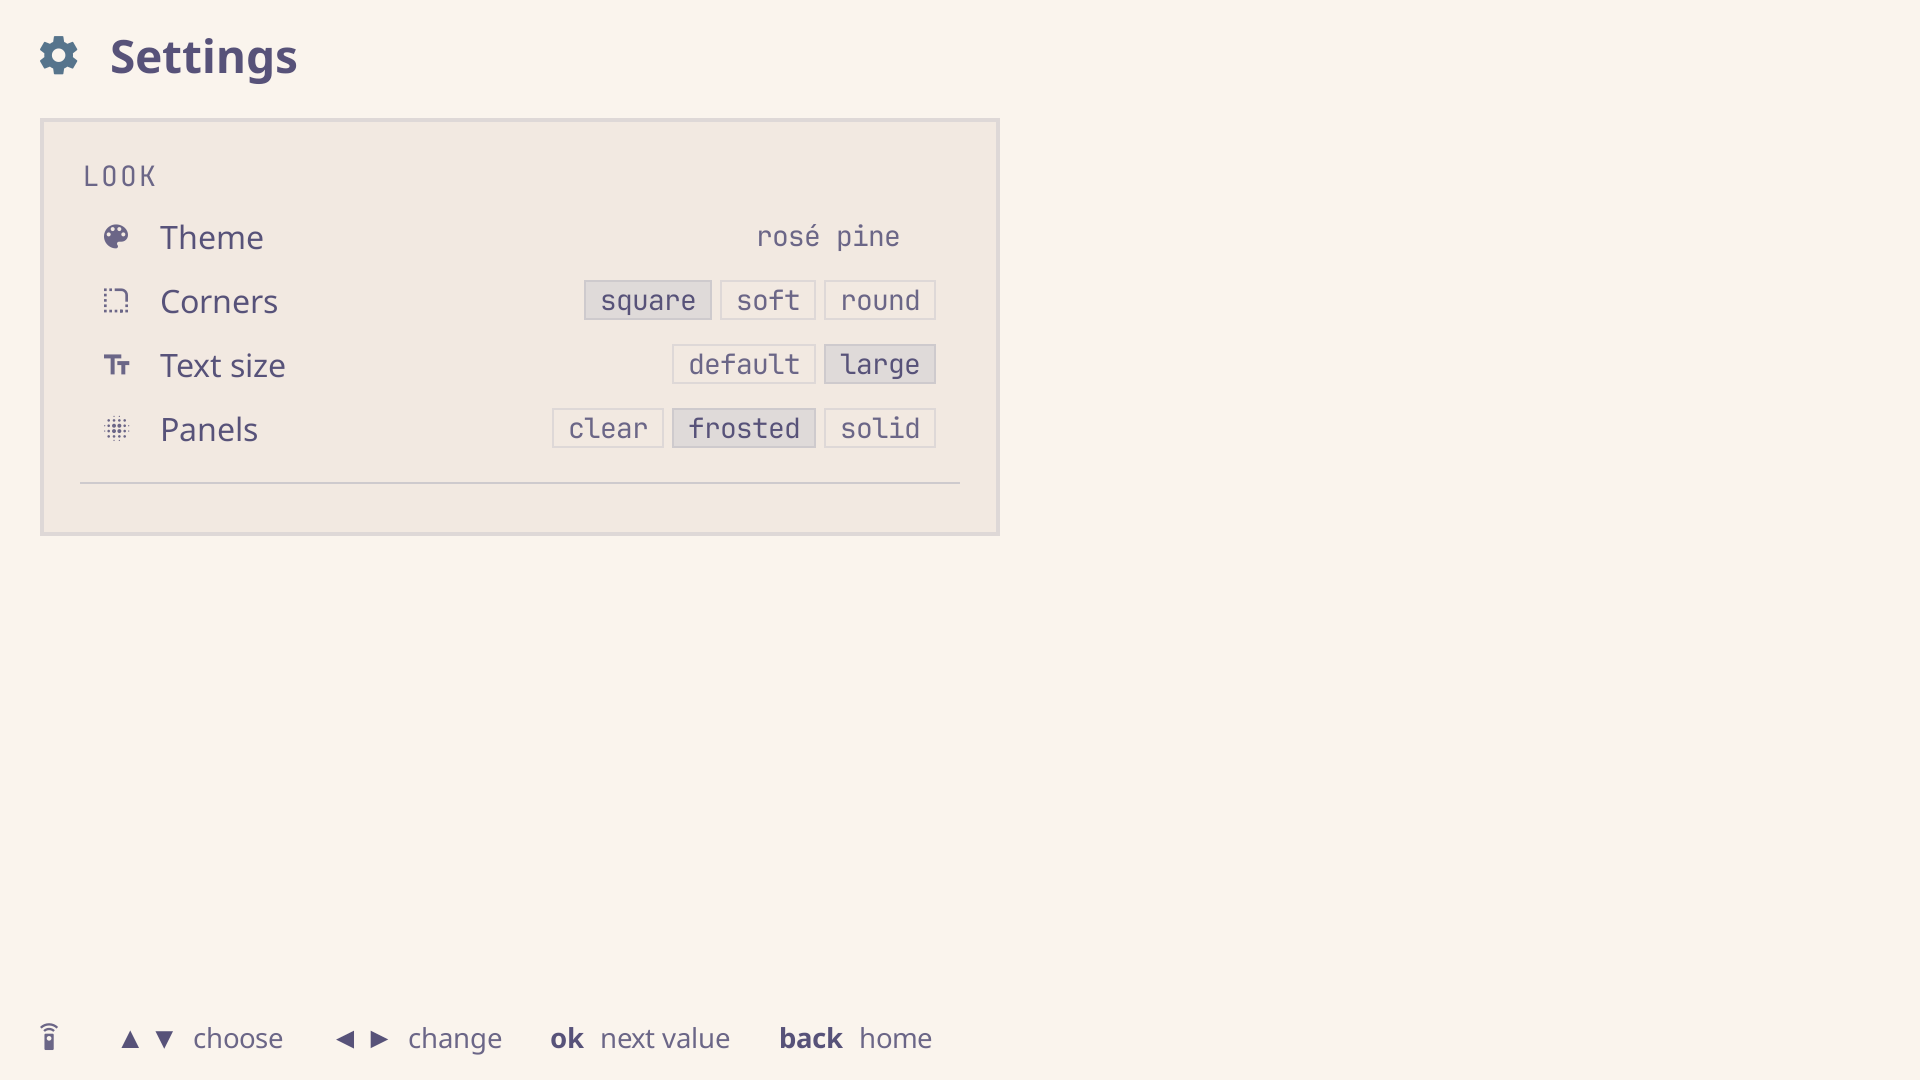 Settings
LOOK
Theme rosé pine
Corners square soft round
Text size default large
Panels clear frosted solid
▲ ▼ choose ◀ ▶ change ok next value back home